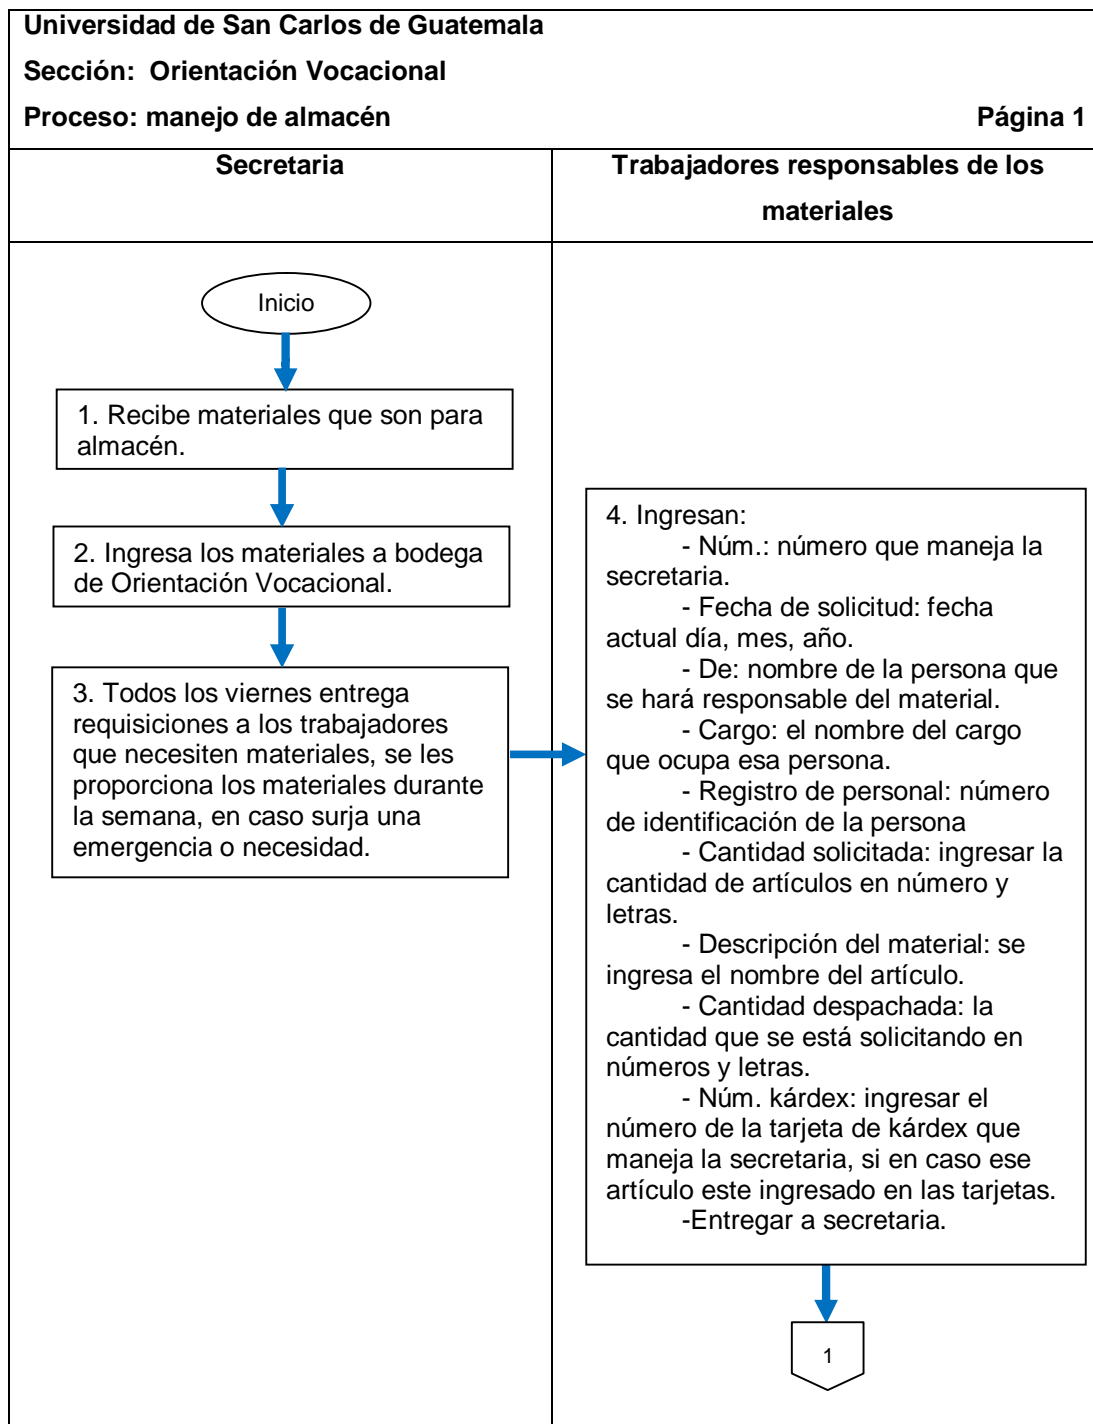 Universidad de San Carlos de Guatemala
Sección:  Orientación Vocacional
Proceso: manejo de almacén
Página 1
Secretaria
Trabajadores responsables de los
materiales
Inicio
1. Recibe materiales que son para
almacén.
2. Ingresa los materiales a bodega
de Orientación Vocacional.
3. Todos los viernes entrega
requisiciones a los trabajadores
que necesiten materiales, se les
proporciona los materiales durante
la semana, en caso surja una
emergencia o necesidad.
4. Ingresan:
- Núm.: número que maneja la
secretaria.
- Fecha de solicitud: fecha
actual día, mes, año.
- De: nombre de la persona que
se hará responsable del material.
- Cargo: el nombre del cargo
que ocupa esa persona.
- Registro de personal: número
de identificación de la persona
- Cantidad solicitada: ingresar la
cantidad de artículos en número y
letras.
- Descripción del material: se
ingresa el nombre del artículo.
- Cantidad despachada: la
cantidad que se está solicitando en
números y letras.
- Núm. kárdex: ingresar el
número de la tarjeta de kárdex que
maneja la secretaria, si en caso ese
artículo este ingresado en las tarjetas.
-Entregar a secretaria.
1